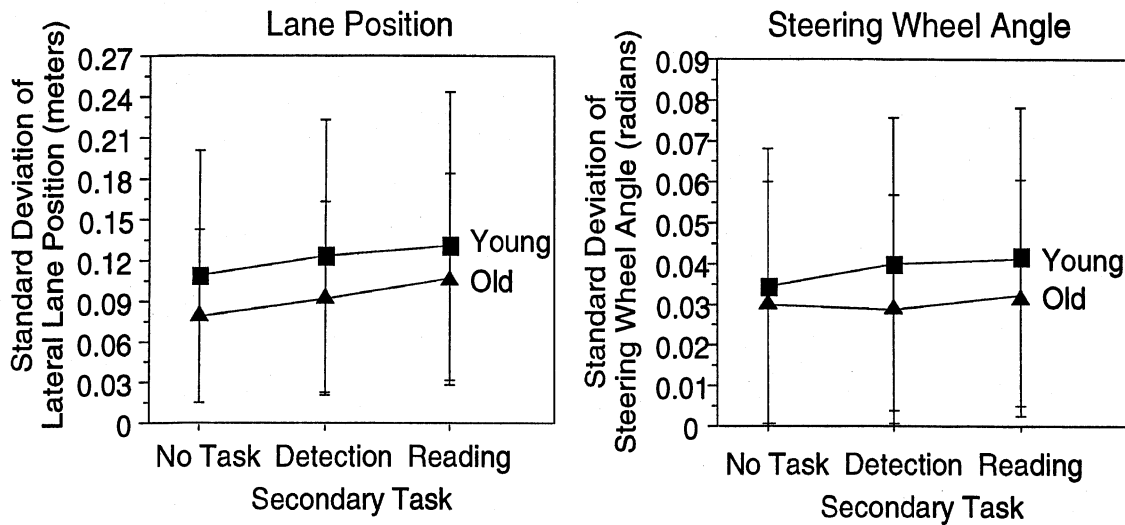 Lane Position
Standard Deviation of
Lateral Lane Position (meters)
0.27
0.24
0.21
0.18
0.15
0.12
0.09
0.06
0.03
0
Young
Old
No Task Detection Reading
Secondary Task
Steering Wheel Angle
Standard Deviation of
Steering Wheel Angle (radians)
0.09
0.08
0.07
0.06
0.05
0.04
0.03
0.02
0.01
0
Young
Old
No Task Detection Reading
Secondary Task